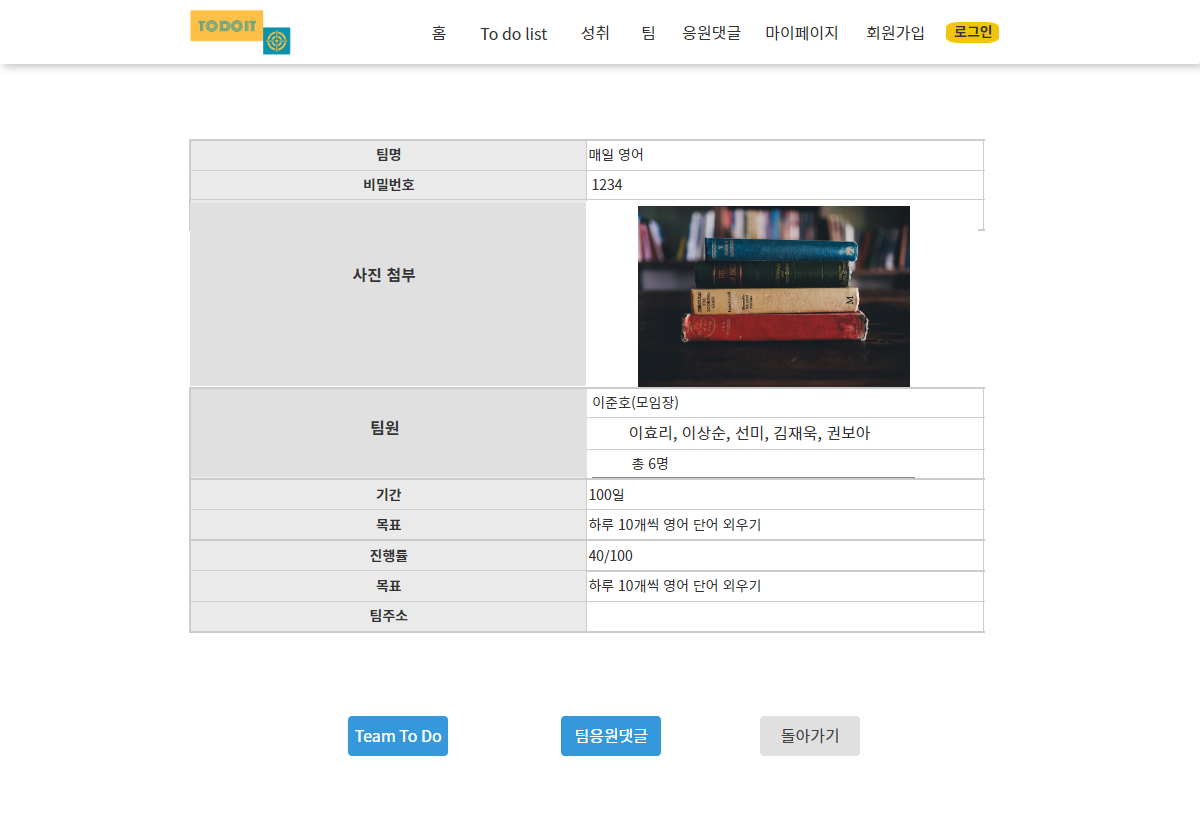 TODOIT
홈 To do list 성취 팀 응원댓글 마이페이지 회원가입 로그인
팀명 매일 영어
비밀번호 1234
사진 첨부
M
팀원 이준호(모임장)
이효리, 이상순, 선미, 김재욱, 권보아
총 6명
기간 100일
목표 하루 10개씩 영어 단어 외우기
진행률 40/100
목표 하루 10개씩 영어 단어 외우기
팀주소
Team To Do 팀응원댓글 돌아가기